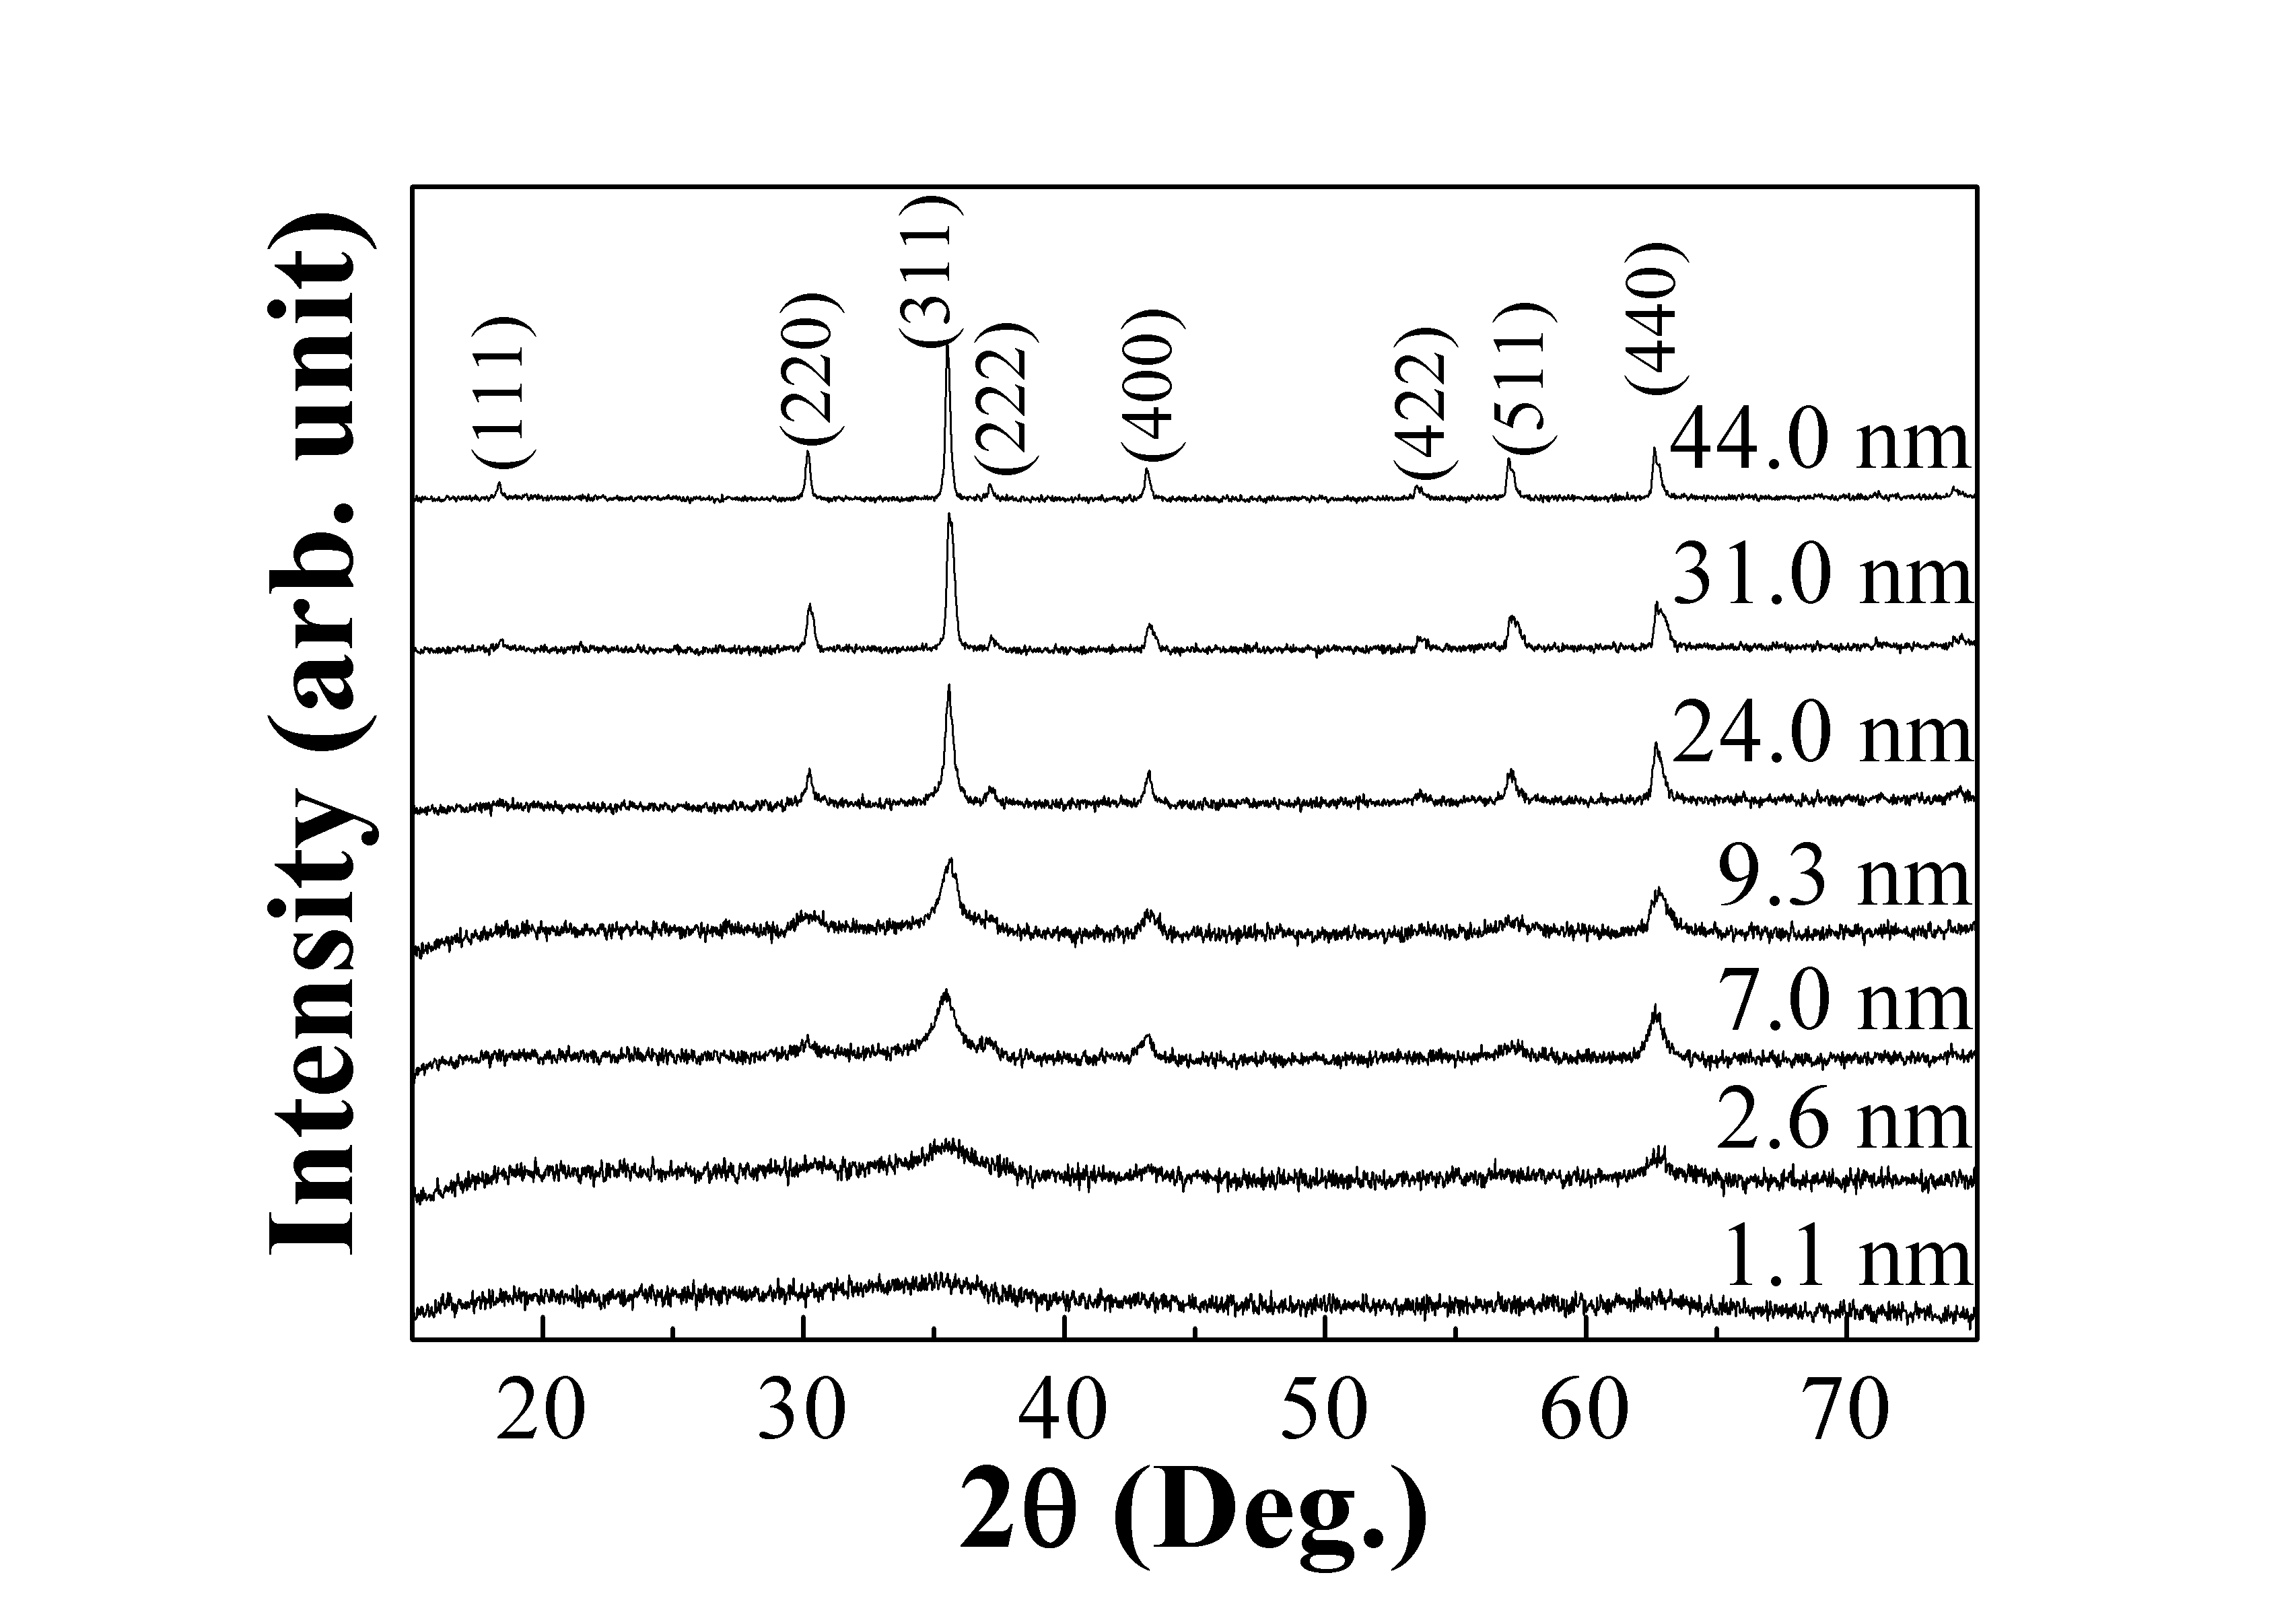 Intensity (arb. unit)
(111)
(220)
(311)
(222)
(400)
(422)
(511)
(440)
44.0 nm
31.0 nm
24.0 nm
9.3 nm
7.0 nm
2.6 nm
1.1 nm
20 30 40 50 60 70
2θ (Deg.)